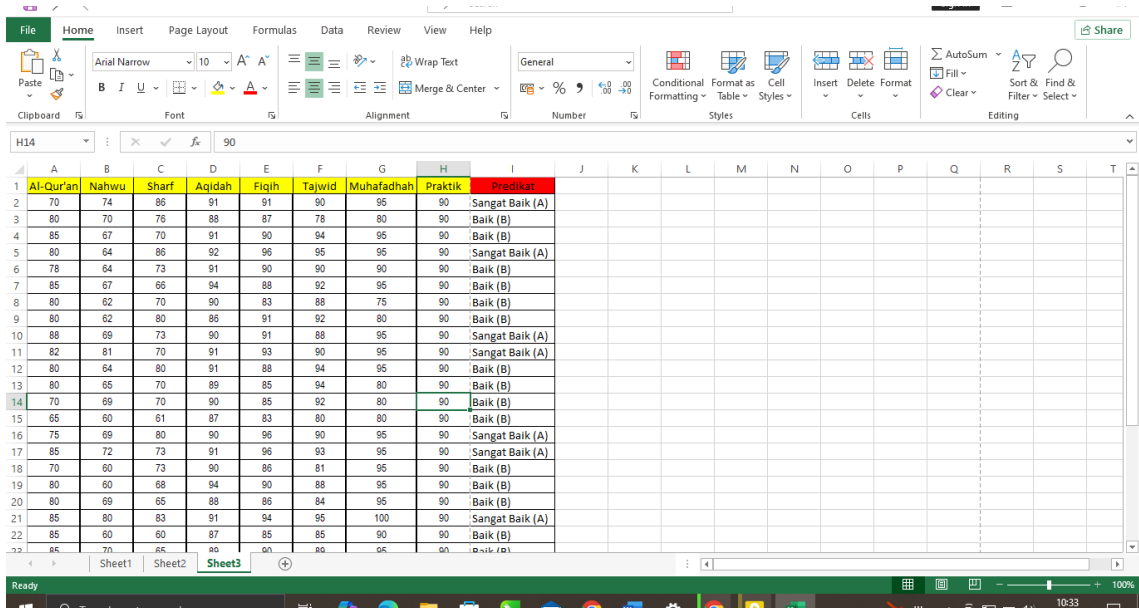 File Home Insert Page Layout Formulas Data Review View Help Share
Paste
Arial Narrow 10 A^ Aˇ
B I U A
Wrap Text
Merge & Center
General
% 9
Conditional Formatting
Format as Table
Cell Styles
Insert Delete Format
AutoSum
Fill
Clear
Sort & Filter
Find & Select
Clipboard Font Alignment Number Styles Cells Editing
H14 fx 90
A B C D E F G H I J K L M N O P Q R S T
1 Al-Qur'an Nahwu Sharf Aqidah Fiqih Tajwid Muhafadhah Praktik Predikat
2 70 74 86 91 91 90 95 90 Sangat Baik (A)
3 80 70 76 88 87 78 80 90 Baik (B)
4 85 67 70 91 90 94 95 90 Baik (B)
5 80 64 86 92 96 95 95 90 Sangat Baik (A)
6 78 64 73 91 90 90 90 90 Baik (B)
7 85 67 66 94 88 92 95 90 Baik (B)
8 80 62 70 90 83 88 75 90 Baik (B)
9 80 62 80 86 91 92 80 90 Baik (B)
10 88 69 73 90 91 88 95 90 Sangat Baik (A)
11 82 81 70 91 93 90 95 90 Sangat Baik (A)
12 80 64 80 91 88 94 95 90 Baik (B)
13 80 65 70 89 85 94 80 90 Baik (B)
14 70 69 70 90 85 92 80 90 Baik (B)
15 65 60 61 87 83 80 80 90 Baik (B)
16 75 69 80 90 96 90 95 90 Sangat Baik (A)
17 85 72 73 91 96 93 95 90 Sangat Baik (A)
18 70 60 73 90 86 81 95 90 Baik (B)
19 80 60 68 94 90 88 95 90 Baik (B)
20 80 69 65 88 86 84 95 90 Baik (B)
21 85 80 83 91 94 95 100 90 Sangat Baik (A)
22 85 60 60 87 85 85 90 90 Baik (B)
23 85 70 65 89 90 89 95 90 Baik (B)
Sheet1 Sheet2 Sheet3
Ready 100%
10:33